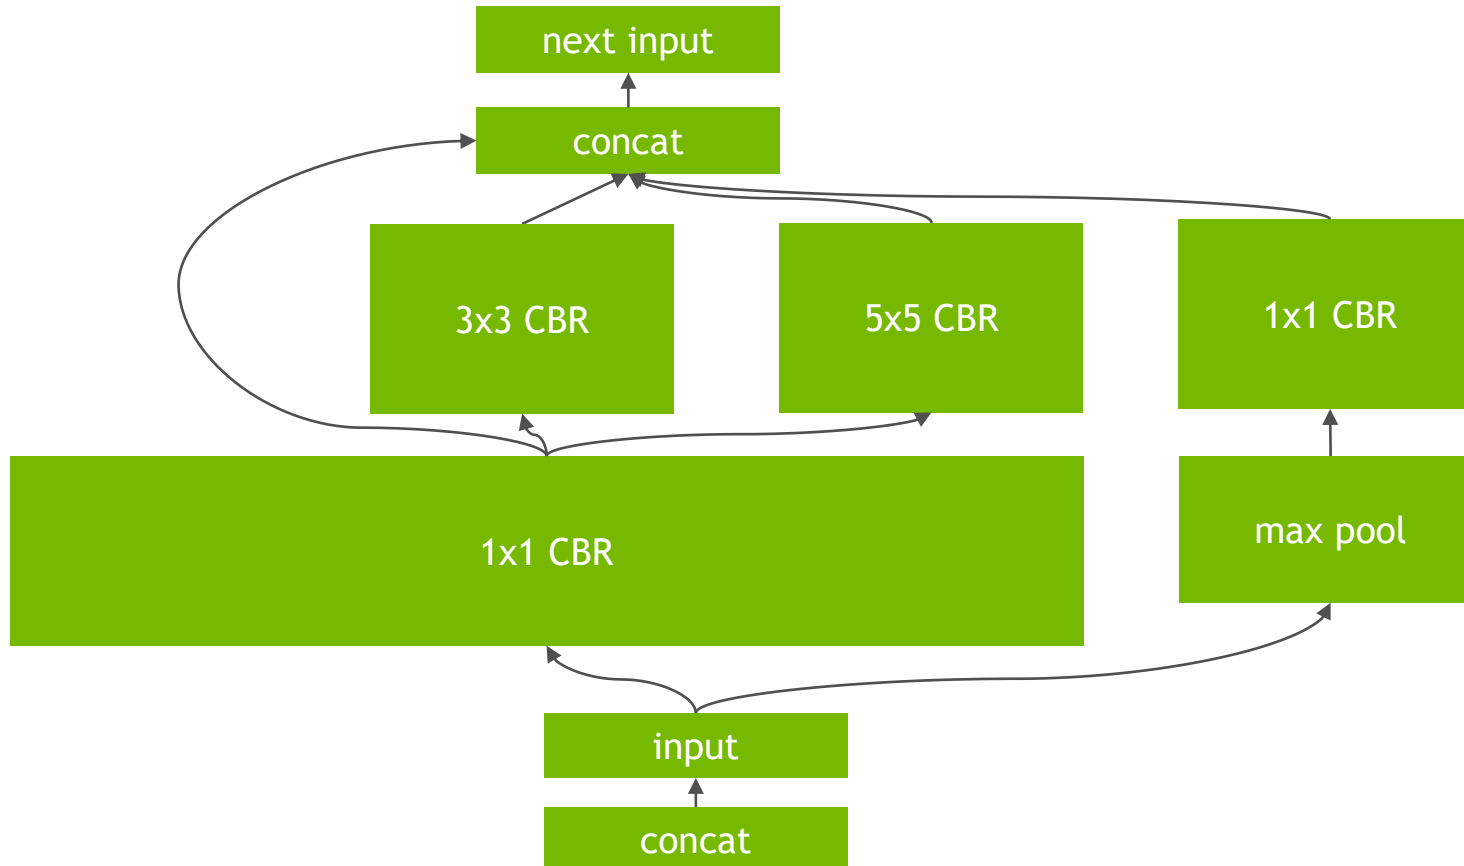 next input
concat
3x3 CBR
5x5 CBR
1x1 CBR
1x1 CBR
max pool
input
concat